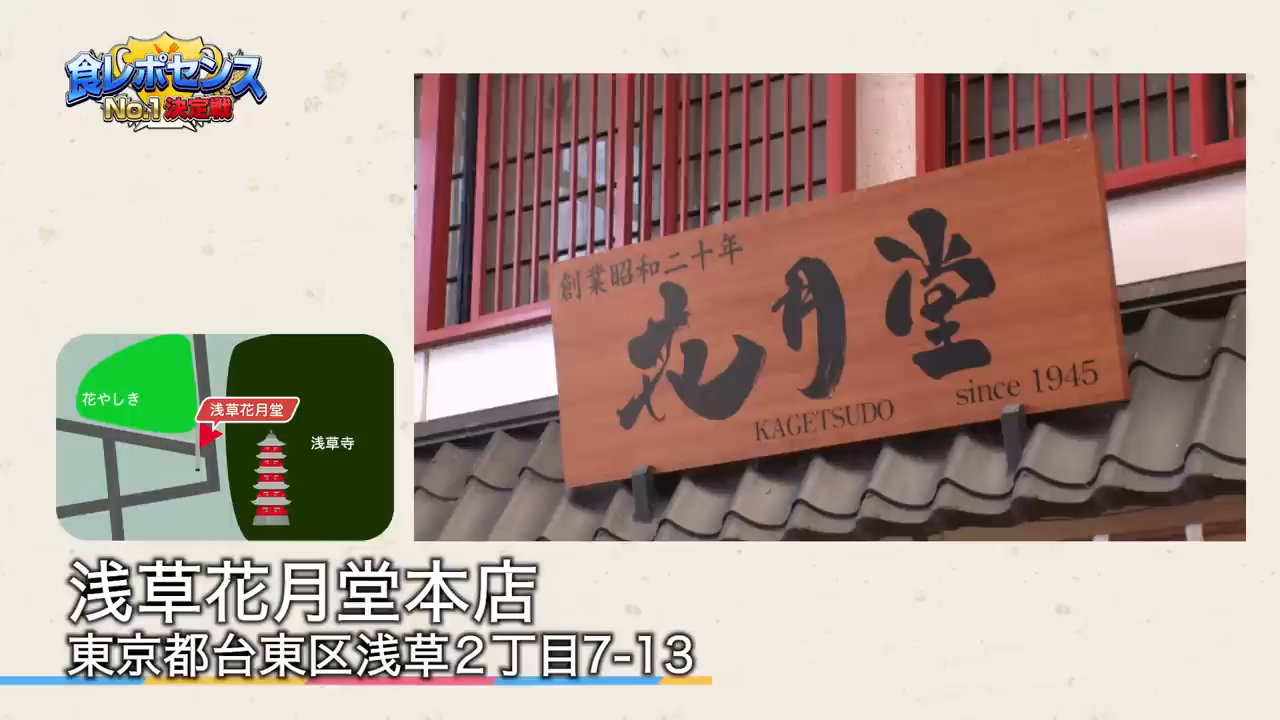 食レポセンス
No.1決定戦
創業昭和二十年
花月堂
KAGETSUDO
since 1945
花やしき
浅草花月堂
浅草寺
浅草花月堂本店
東京都台東区浅草2丁目7-13